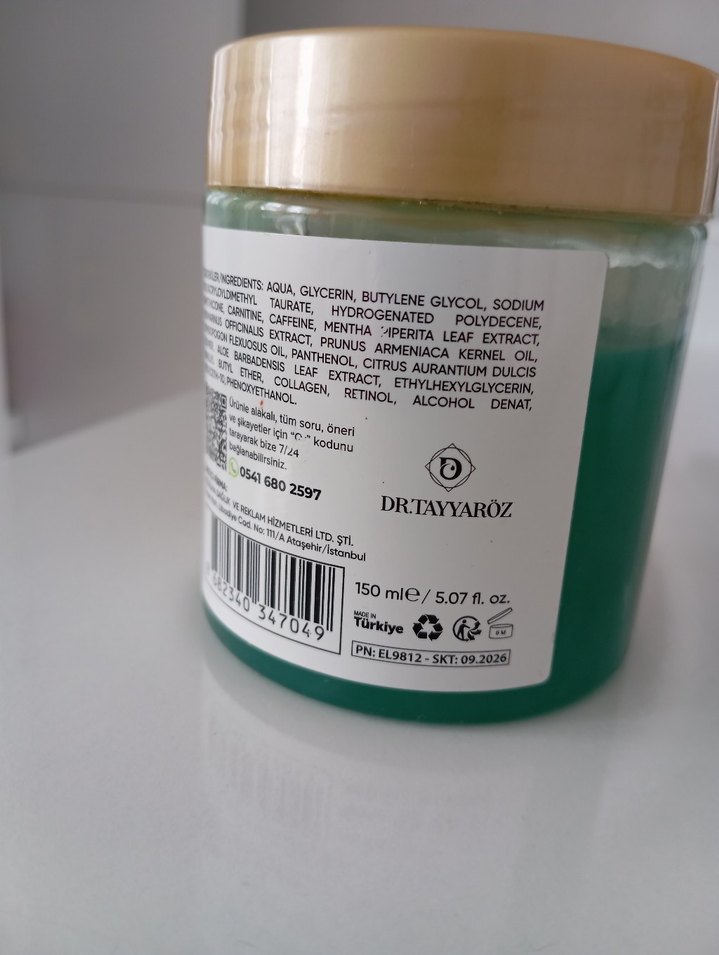 /INGREDIENTS: AQUA, GLYCERIN, BUTYLENE GLYCOL, SODIUM
TAURATE, HYDROGENATED POLYDECENE,
CARNITINE, CAFFEINE, MENTHA PIPERITA LEAF EXTRACT,
OFFICINALIS EXTRACT, PRUNUS ARMENIACA KERNEL OIL,
FLEXUOSUS OIL, PANTHENOL, CITRUS AURANTIUM DULCIS
ALOE BARBADENSIS LEAF EXTRACT, ETHYLHEXYLGLYCERIN,
BUTYL ETHER, COLLAGEN, RETINOL, ALCOHOL DENAT,
PHENOXYETHANOL.
Ürünle alakalı, tüm soru, öneri
ve şikayetler için kodunu
tarayarak bize 7/24
bağlanabilirsiniz.
0541 680 2597
DR.TAYYARÖZ
VE REKLAM HİZMETLERİ LTD. ŞTİ.
Cad. No: 111/A Ataşehir/İstanbul
682340 347049
150 ml e / 5.07 fl. oz.
MADE IN
Türkiye
PN: EL9812 - SKT: 09.2026